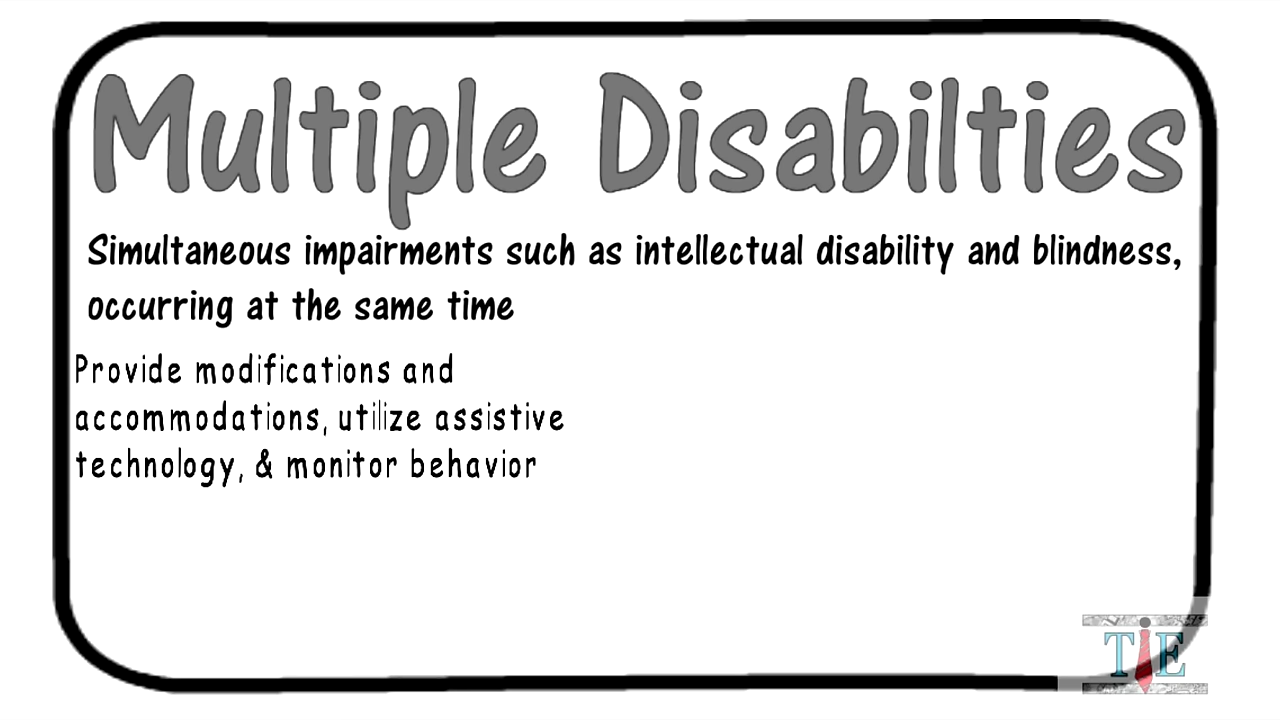 Multiple Disabilties
Simultaneous impairments such as intellectual disability and blindness,
occurring at the same time
Provide modifications and
accommodations, utilize assistive
technology, & monitor behavior
TIE